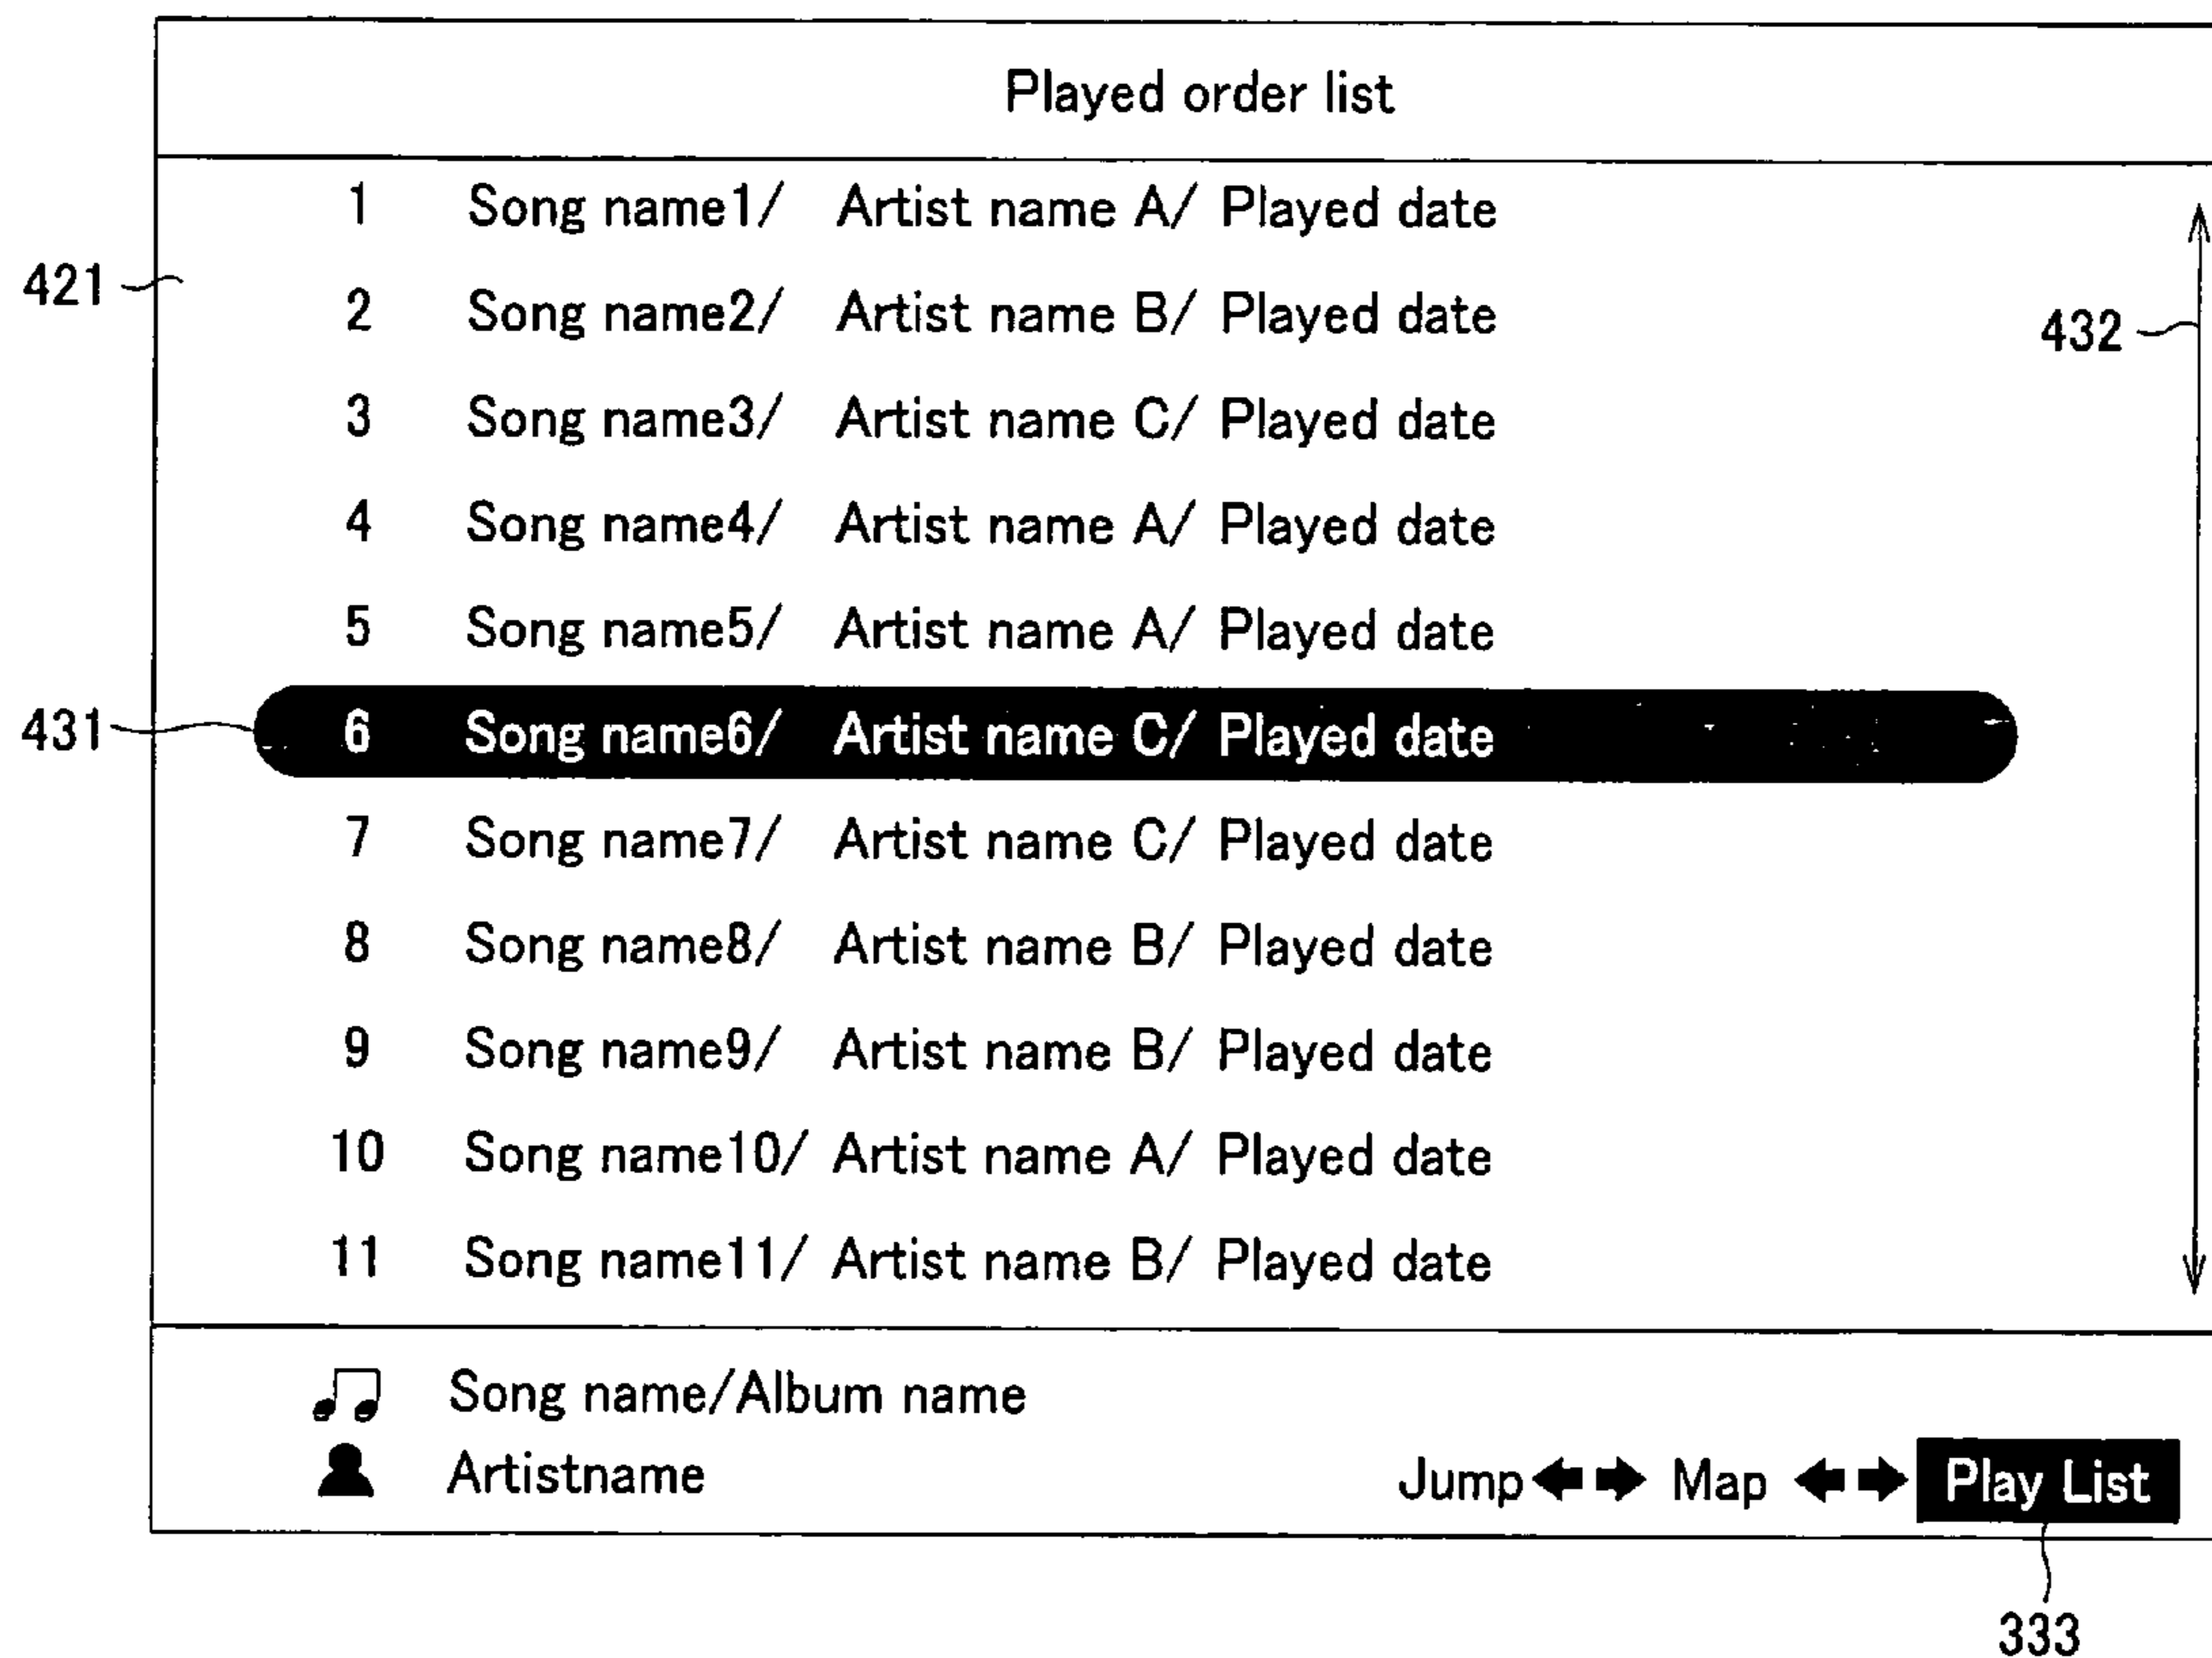 Played order list
1 Song name1/ Artist name A/ Played date
421
2 Song name2/ Artist name B/ Played date
432
3 Song name3/ Artist name C/ Played date
4 Song name4/ Artist name A/ Played date
5 Song name5/ Artist name A/ Played date
431 6 Song name6/ Artist name C/ Played date
7 Song name7/ Artist name C/ Played date
8 Song name8/ Artist name B/ Played date
9 Song name9/ Artist name B/ Played date
10 Song name10/ Artist name A/ Played date
11 Song name11/ Artist name B/ Played date
Song name/Album name
Artistname Jump Map Play List
333